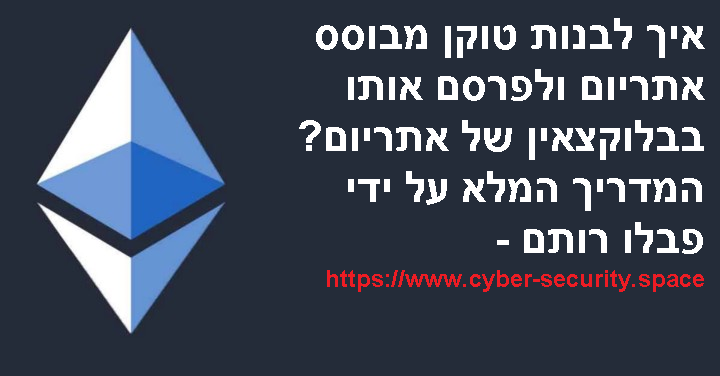 איך לבנות טוקן מבוסס
אתריום ולפרסם אותו
בבלוקצאין של אתריום?
המדריך המלא על ידי
פבלו רותם -
https://www.cyber-security.space